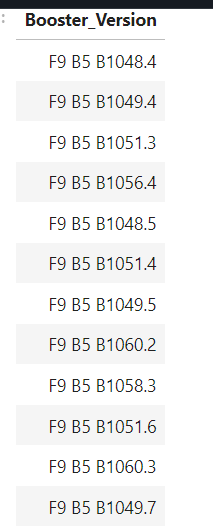 Booster_Version
F9 B5 B1048.4
F9 B5 B1049.4
F9 B5 B1051.3
F9 B5 B1056.4
F9 B5 B1048.5
F9 B5 B1051.4
F9 B5 B1049.5
F9 B5 B1060.2
F9 B5 B1058.3
F9 B5 B1051.6
F9 B5 B1060.3
F9 B5 B1049.7